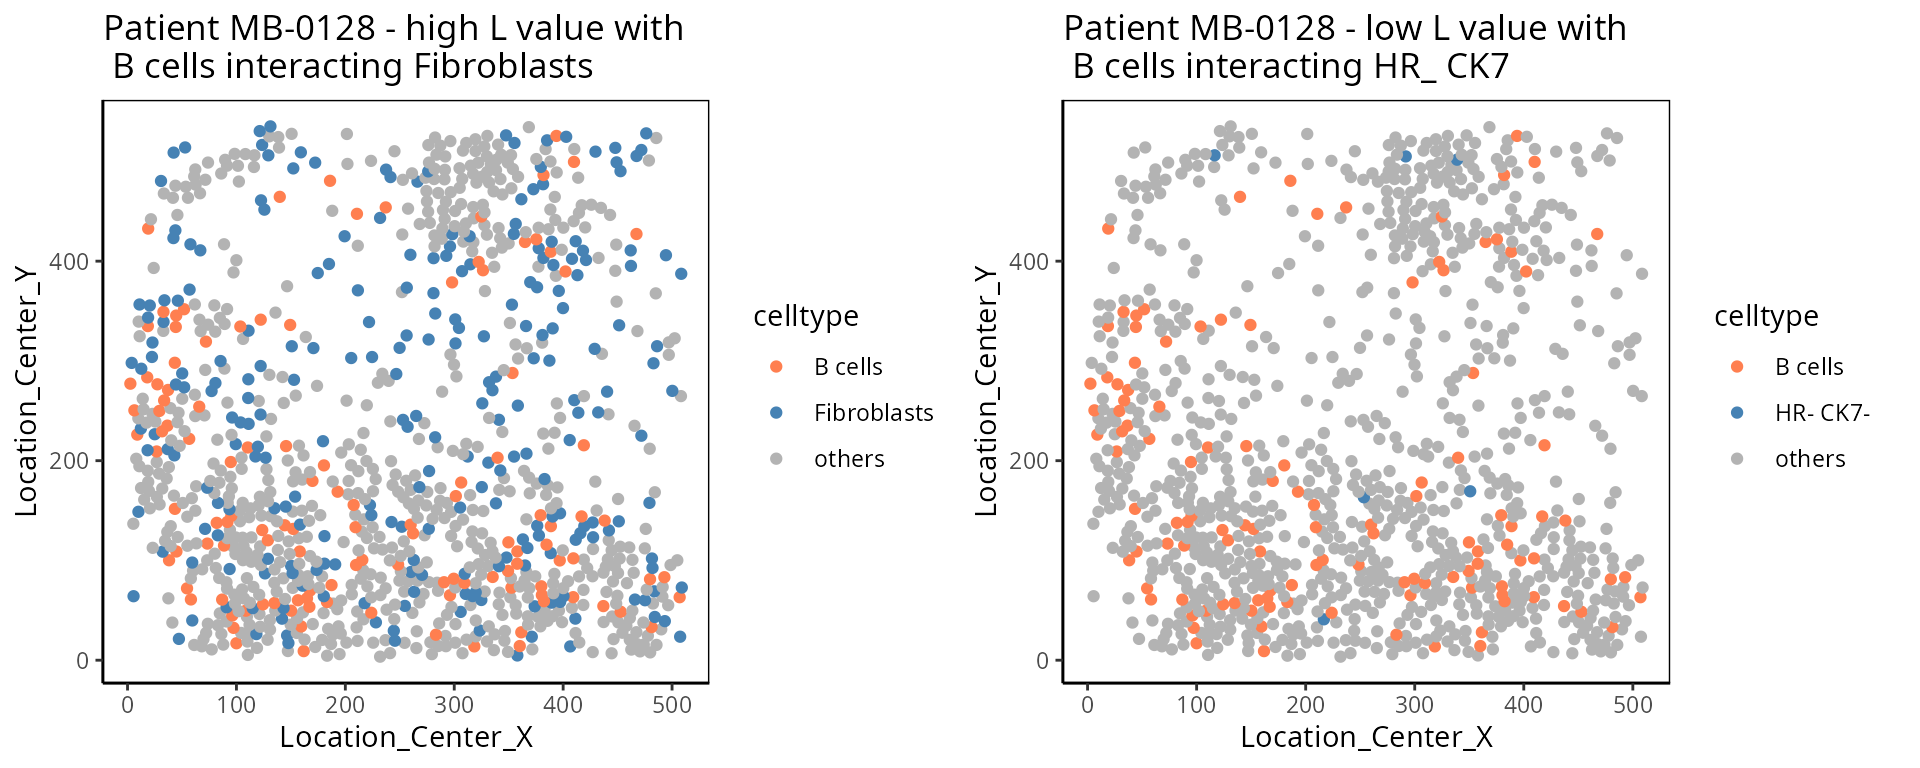 Patient MB-0128 - high L value with
B cells interacting Fibroblasts
Location_Center_Y
400
200
0
0 100 200 300 400 500
Location_Center_X
celltype
B cells
Fibroblasts
others
Patient MB-0128 - low L value with
B cells interacting HR_ CK7
Location_Center_Y
400
200
0
0 100 200 300 400 500
Location_Center_X
celltype
B cells
HR- CK7-
others